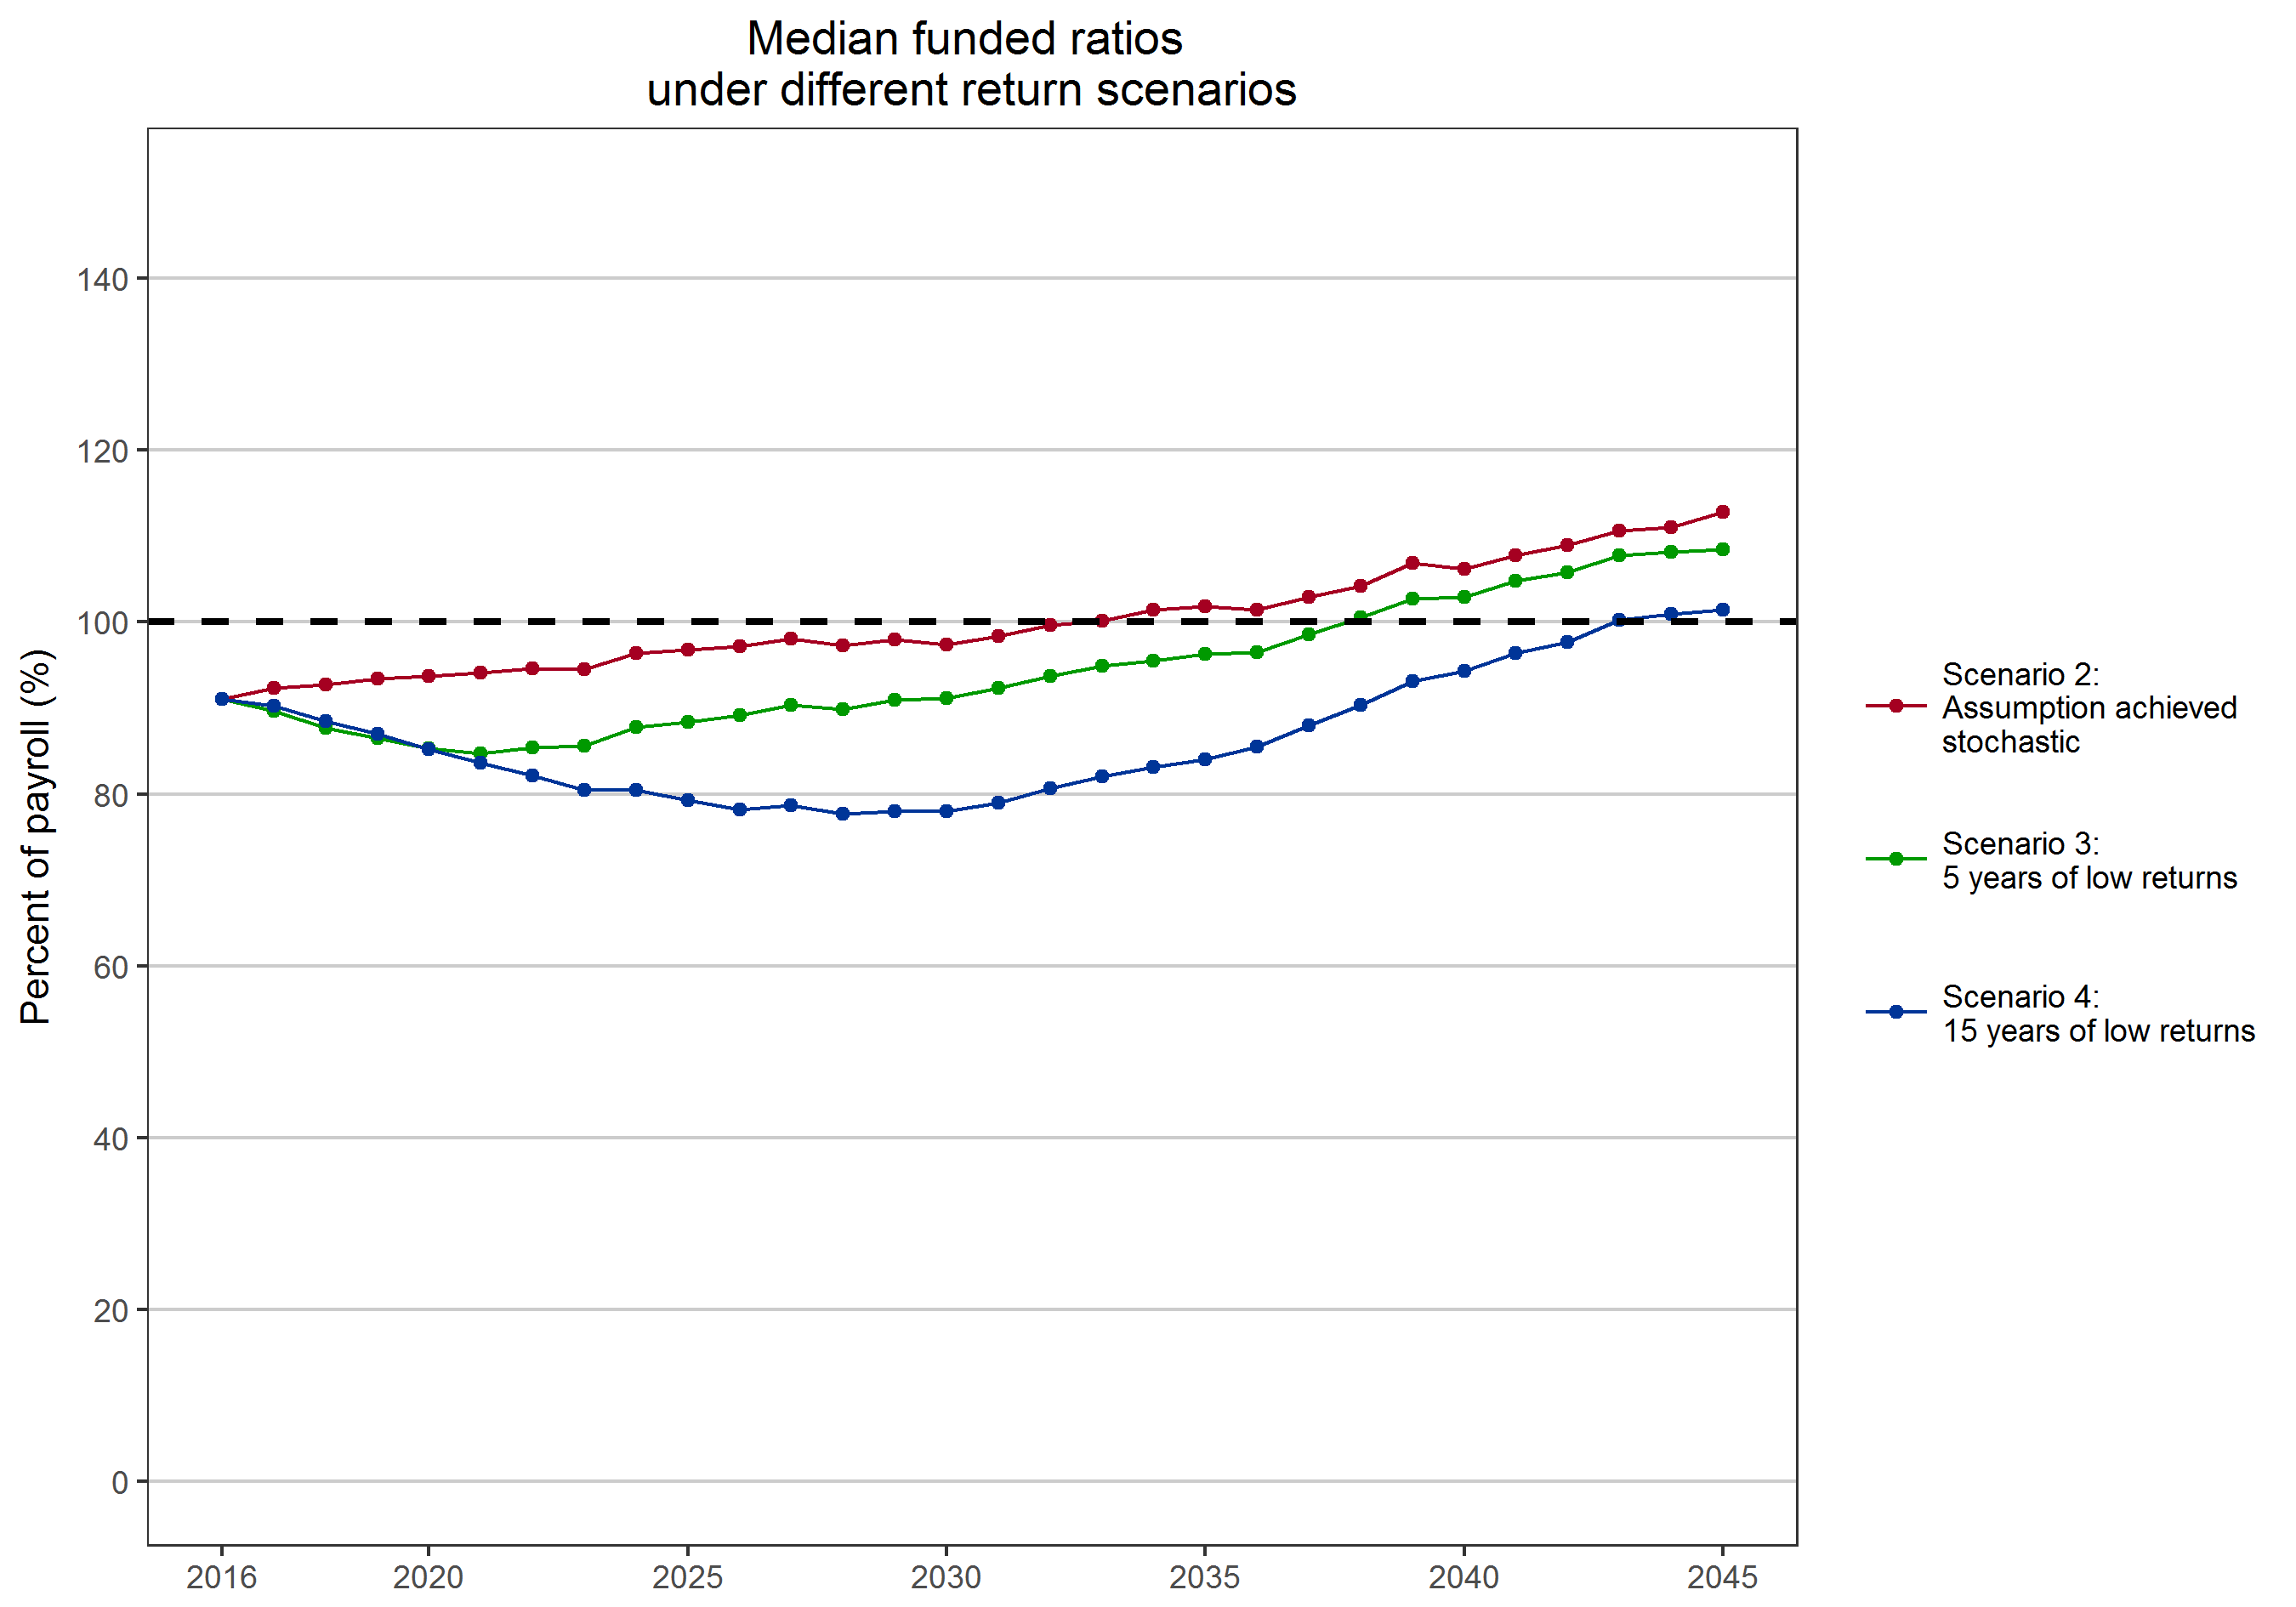 Median funded ratios
under different return scenarios
Percent of payroll (%)
140
120
100
80
60
40
20
0
2016
2020
2025
2030
2035
2040
2045
Scenario 2:
Assumption achieved
stochastic
Scenario 3:
5 years of low returns
Scenario 4:
15 years of low returns